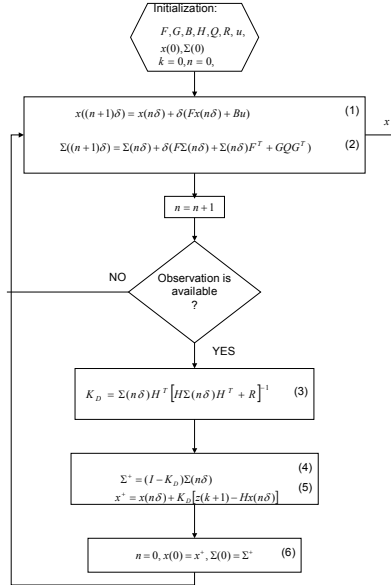 Initialization:
F, G, B, H, Q, R, u,
x(0), Σ(0)
k = 0, n = 0,
x((n+1)δ) = x(nδ) + δ(Fx(nδ) + Bu) (1)
x
Σ((n+1)δ) = Σ(nδ) + δ(FΣ(nδ) + Σ(nδ)F^T + GQG^T) (2)
n = n+1
NO
Observation is
available
?
YES
K_D = Σ(nδ)H^T[HΣ(nδ)H^T + R]^-1 (3)
Σ^+ = (I − K_D)Σ(nδ) (4)
x^+ = x(nδ) + K_D[z(k+1) − Hx(nδ)] (5)
n = 0, x(0) = x^+, Σ(0) = Σ^+ (6)